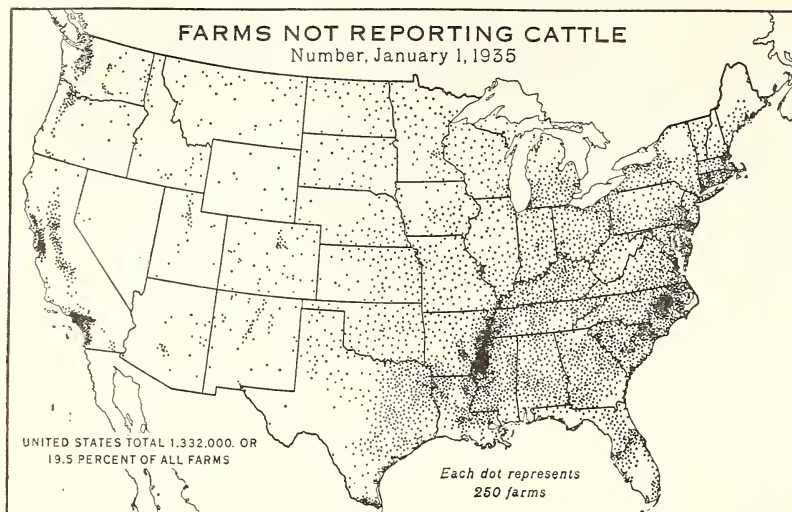 FARMS NOT REPORTING CATTLE
Number, January 1, 1935
UNITED STATES TOTAL 1.332,000. OR
19.5 PERCENT OF ALL FARMS
Each dot represents
250 farms